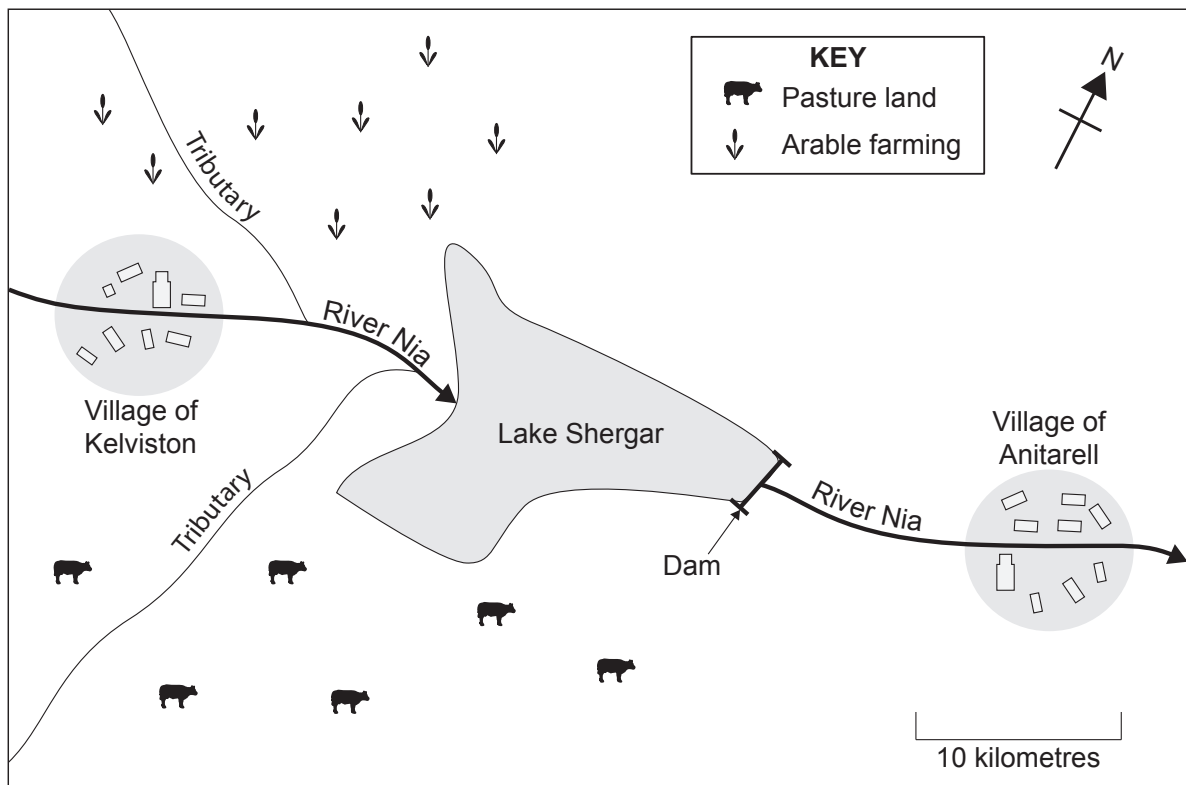 KEY
Pasture land
Arable farming
N
Tributary
River Nia
Village of
Kelviston
Lake Shergar
Village of
Anitarell
River Nia
Tributary
Dam
10 kilometres